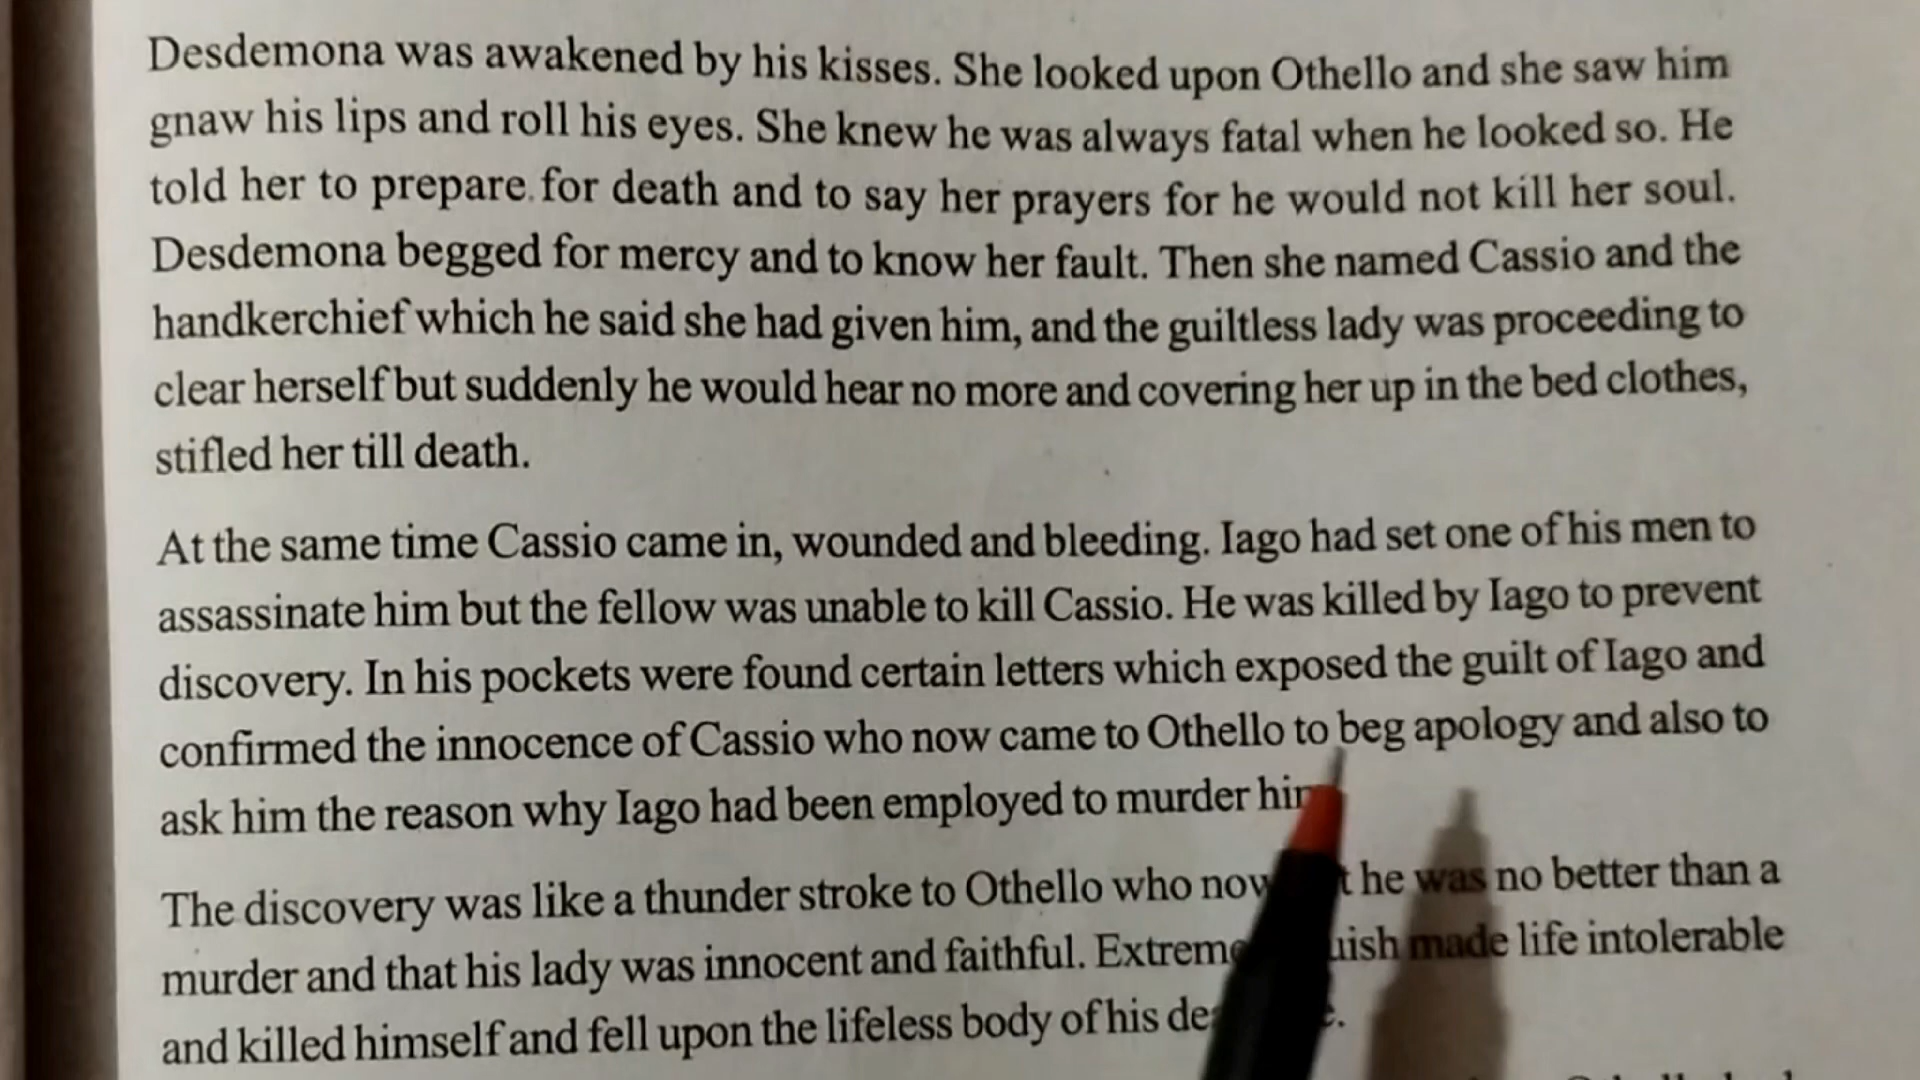 Desdemona was awakened by his kisses. She looked upon Othello and she saw him
gnaw his lips and roll his eyes. She knew he was always fatal when he looked so. He
told her to prepare for death and to say her prayers for he would not kill her soul.
Desdemona begged for mercy and to know her fault. Then she named Cassio and the
handkerchief which he said she had given him, and the guiltless lady was proceeding to
clear herself but suddenly he would hear no more and covering her up in the bed clothes,
stifled her till death.
At the same time Cassio came in, wounded and bleeding. Iago had set one of his men to
assassinate him but the fellow was unable to kill Cassio. He was killed by Iago to prevent
discovery. In his pockets were found certain letters which exposed the guilt of Iago and
confirmed the innocence of Cassio who now came to Othello to beg apology and also to
ask him the reason why Iago had been employed to murder
The discovery was like a thunder stroke to Othello who now he was no better than a
murder and that his lady was innocent and faithful. made life intolerable
and killed himself and fell upon the lifeless body of his